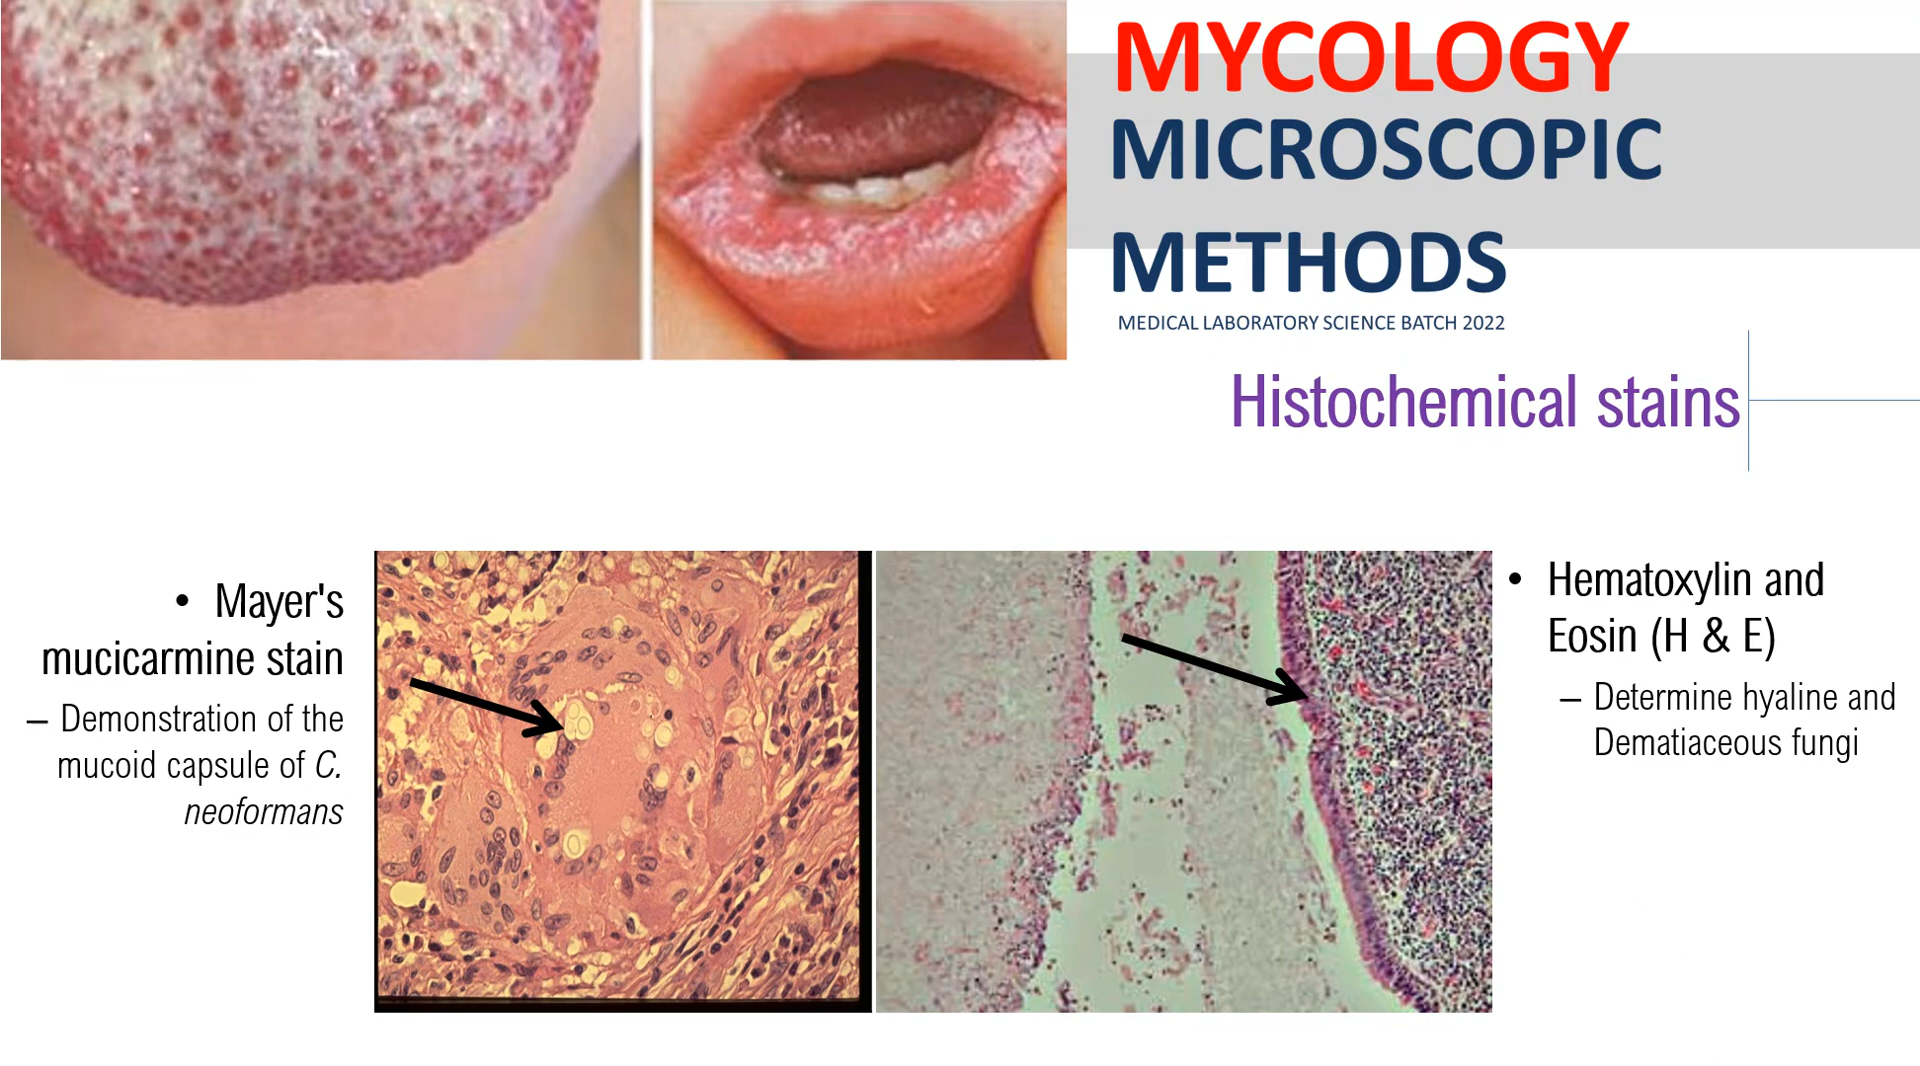 MYCOLOGY
MICROSCOPIC
METHODS
MEDICAL LABORATORY SCIENCE BATCH 2022
Histochemical stains
• Mayer's
mucicarmine stain
– Demonstration of the
mucoid capsule of C.
neoformans
• Hematoxylin and
Eosin (H & E)
– Determine hyaline and
Dematiaceous fungi